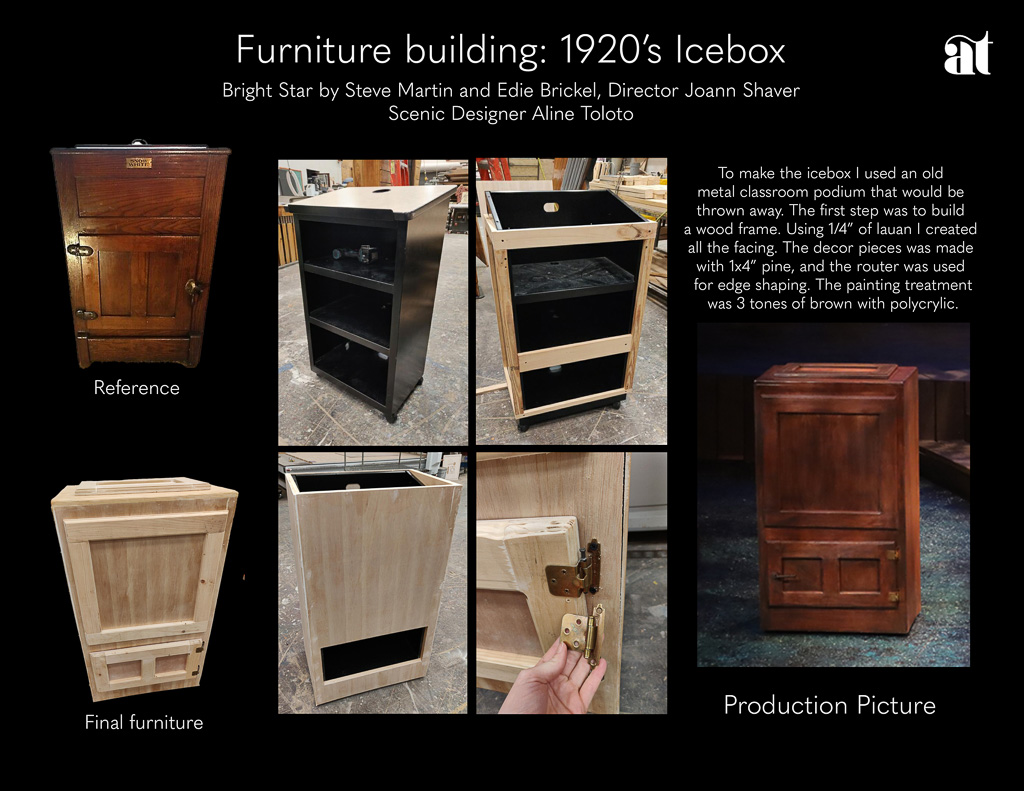 Furniture building: 1920's Icebox
at
Bright Star by Steve Martin and Edie Brickel, Director Joann Shaver
Scenic Designer Aline Toloto
To make the icebox I used an old
metal classroom podium that would be
thrown away. The first step was to build
a wood frame. Using 1/4” of lauan I created
all the facing. The decor pieces was made
with 1x4” pine, and the router was used
for edge shaping. The painting treatment
was 3 tones of brown with polycrylic.
Reference
Final furniture
Production Picture